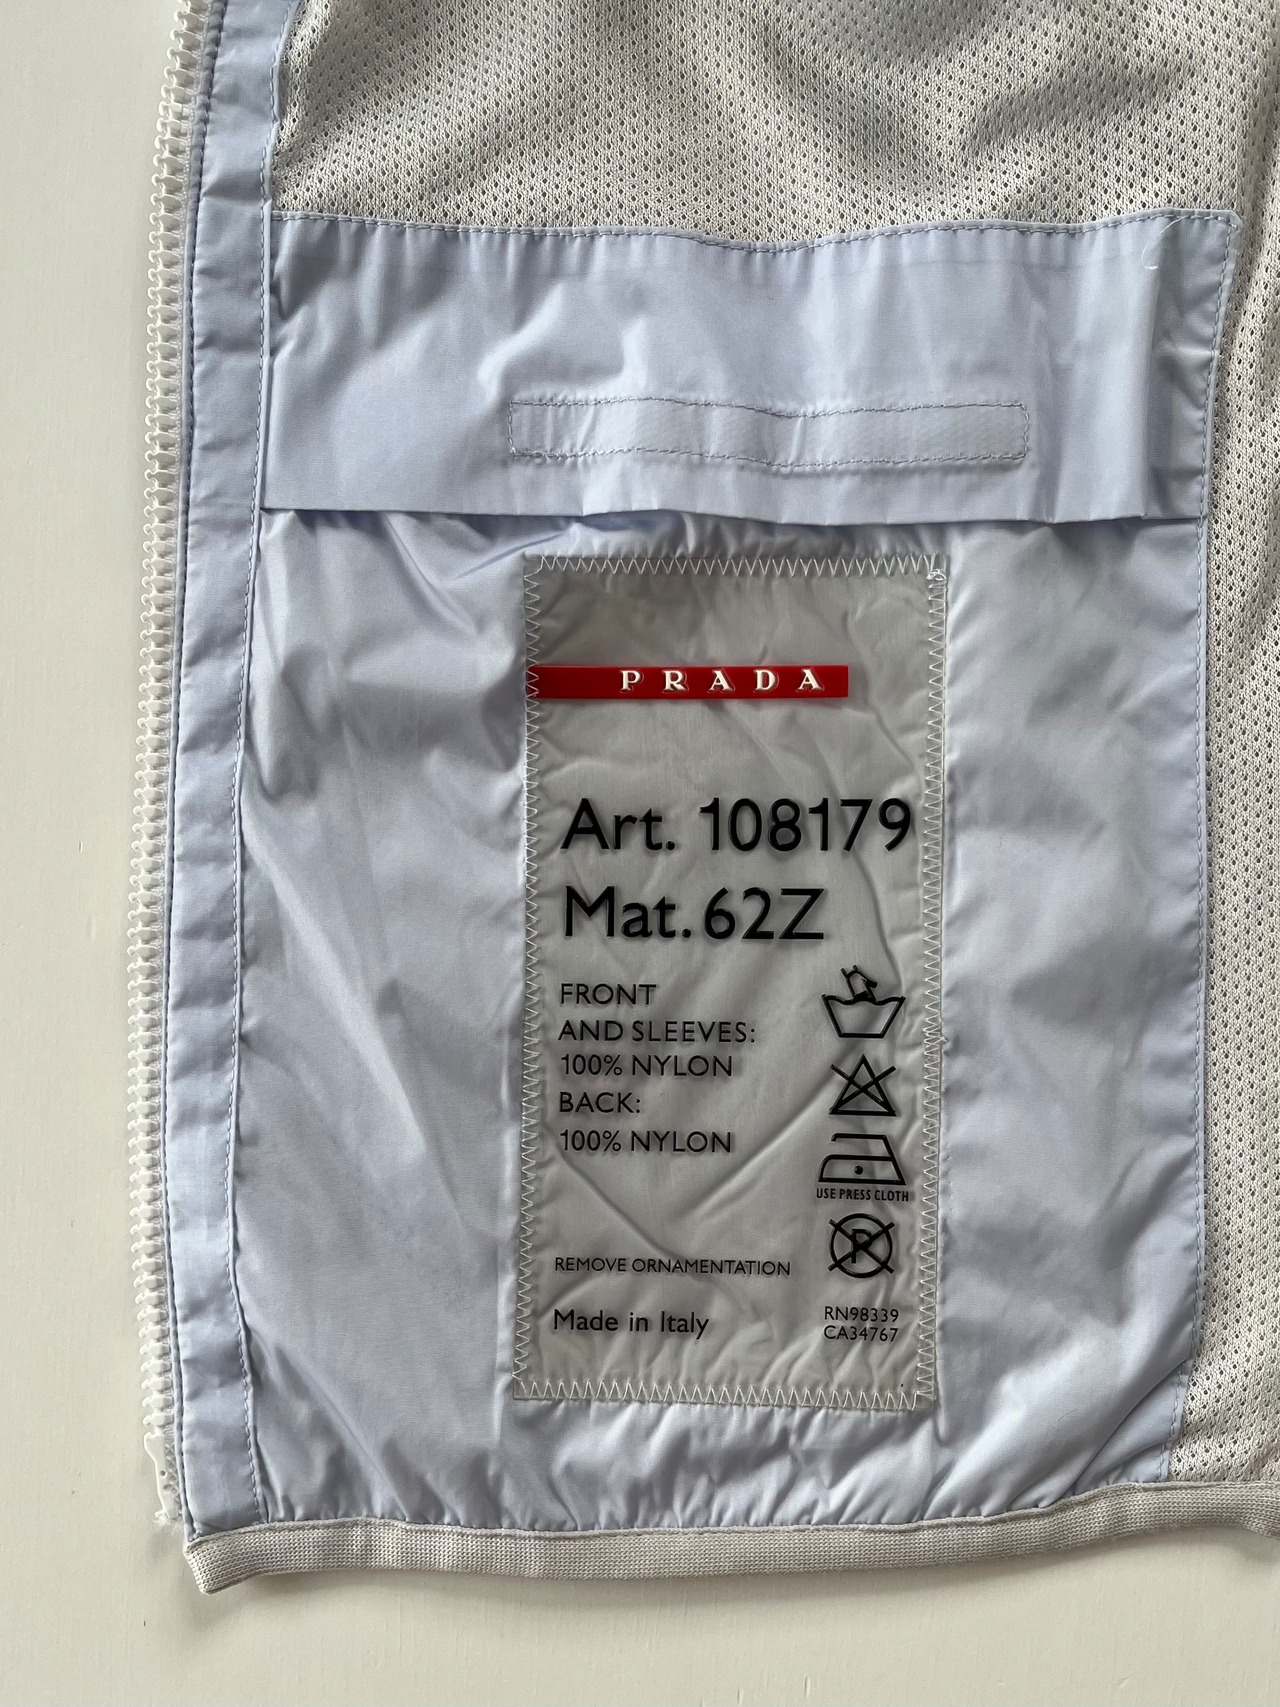 PRADA
Art. 108179
Mat. 62Z
FRONT
AND SLEEVES:
100% NYLON
BACK:
100% NYLON
USE PRESS CLOTH
R
REMOVE ORNAMENTATION
Made in Italy
RN98339
CA34767